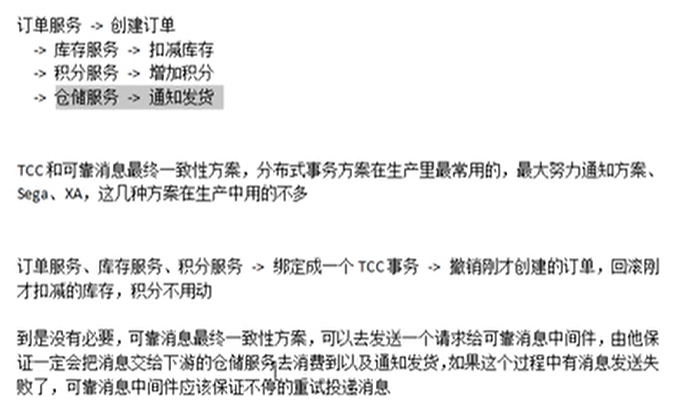 订单服务 -> 创建订单
-> 库存服务 -> 扣减库存
-> 积分服务 -> 增加积分
-> 仓储服务 -> 通知发货
TCC和可靠消息最终一致性方案，分布式事务方案在生产里最常用的，最大努力通知方案、
Sega、XA，这几种方案在生产中用的不多
订单服务、库存服务、积分服务 -> 绑定成一个TCC事务 -> 撤销刚才创建的订单，回滚刚
才扣减的库存，积分不用动
到是没有必要，可靠消息最终一致性方案，可以去发送一个请求给可靠消息中间件，由他保
证一定会把消息交给下游的仓储服务去消费到以及通知发货，如果这个过程中有消息发送失
败了，可靠消息中间件应该保证不停的重试投递消息